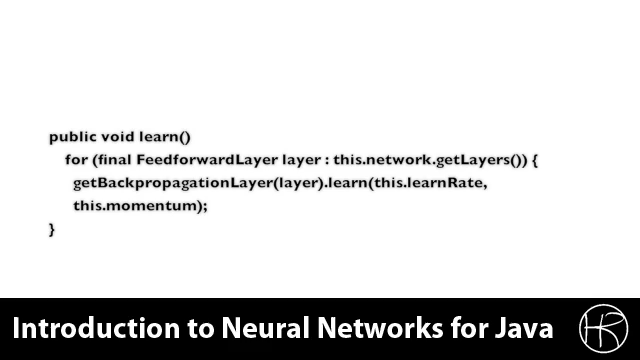 public void learn()
for (final FeedforwardLayer layer : this.network.getLayers()) {
getBackpropagationLayer(layer).learn(this.learnRate,
this.momentum);
}
Introduction to Neural Networks for Java